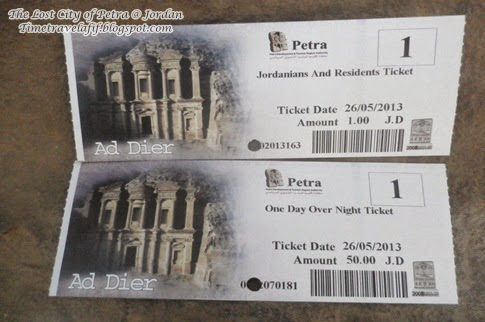 The Lost City of Petra @ Jordan
Timetraveldjfjf.blogspot.com
Petra
1
Jordanians And Residents Ticket
Ticket Date 26/05/2013
Amount 1.00 J.D
02013163
Ad Dier
Petra
1
One Day Over Night Ticket
Ticket Date 26/05/2013
Amount 50.00 J.D
2070181
Ad Dier